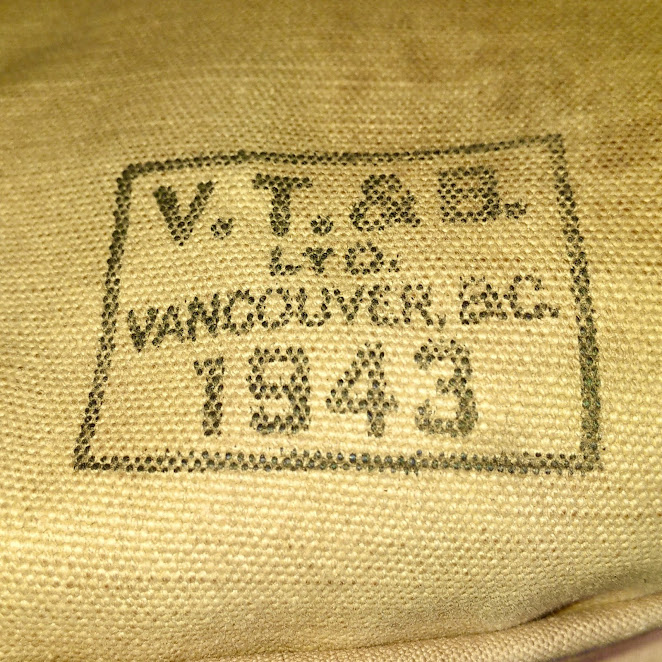 V. T. & B.
LTD.
VANCOUVER, B.C.
1943